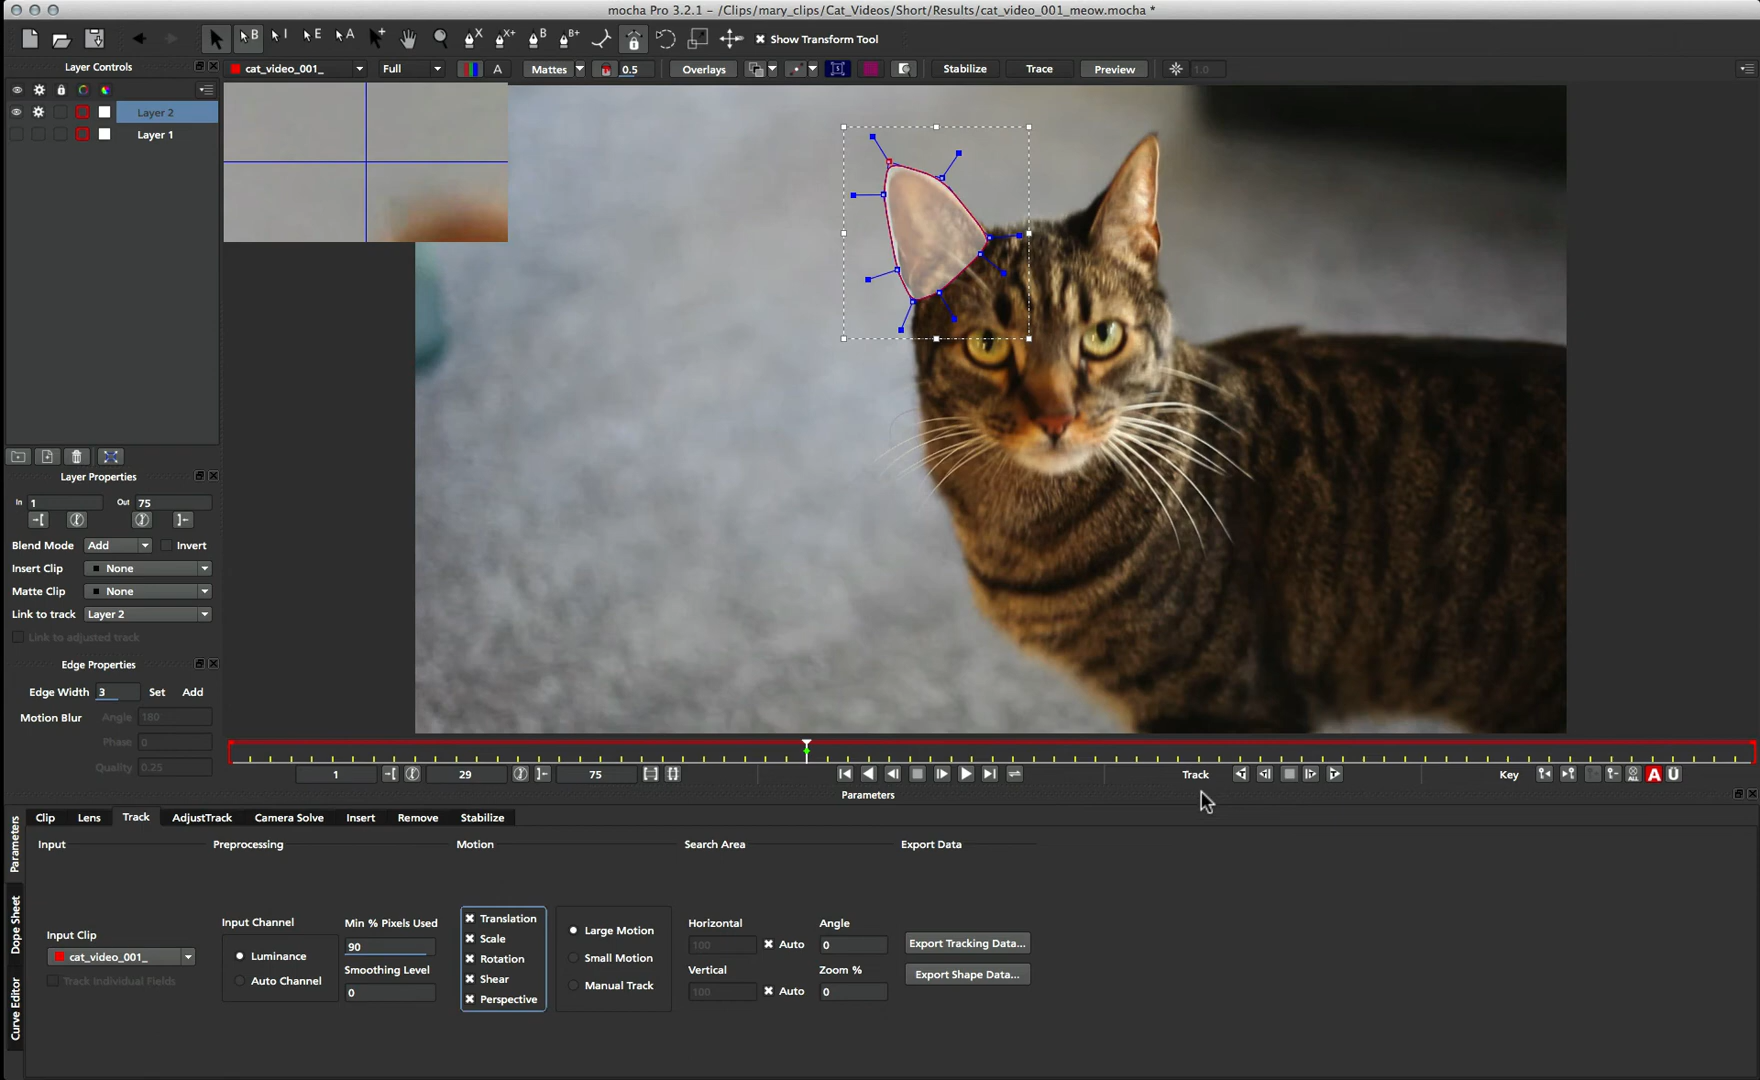 mocha Pro 3.2.1 - /Clips/mary_clips/Cat_Videos/Short/Results/cat_video_001_meow.mocha *
B I E A X X+ B B+ Show Transform Tool
Layer Controls cat_video_001_ Full A Mattes 0.5 Overlays Stabilize Trace Preview 1.0
Layer 2
Layer 1
Layer Properties
In 1 Out 75
Blend Mode Add Invert
Insert Clip None
Matte Clip None
Link to track Layer 2
Link to adjusted track
Edge Properties
Edge Width 3 Set Add
Motion Blur Angle 180
Phase 0
Quality 0.25
1 29 75 Track Key ALL A Ü
Parameters
Parameters
Dope Sheet
Curve Editor
Clip Lens Track AdjustTrack Camera Solve Insert Remove Stabilize
Input Preprocessing Motion Search Area Export Data
Input Clip
cat_video_001_
Track Individual Fields
Input Channel
Luminance
Auto Channel
Min % Pixels Used
90
Smoothing Level
0
Translation
Scale
Rotation
Shear
Perspective
Large Motion
Small Motion
Manual Track
Horizontal Angle
100 Auto 0
Vertical Zoom %
100 Auto 0
Export Tracking Data...
Export Shape Data...